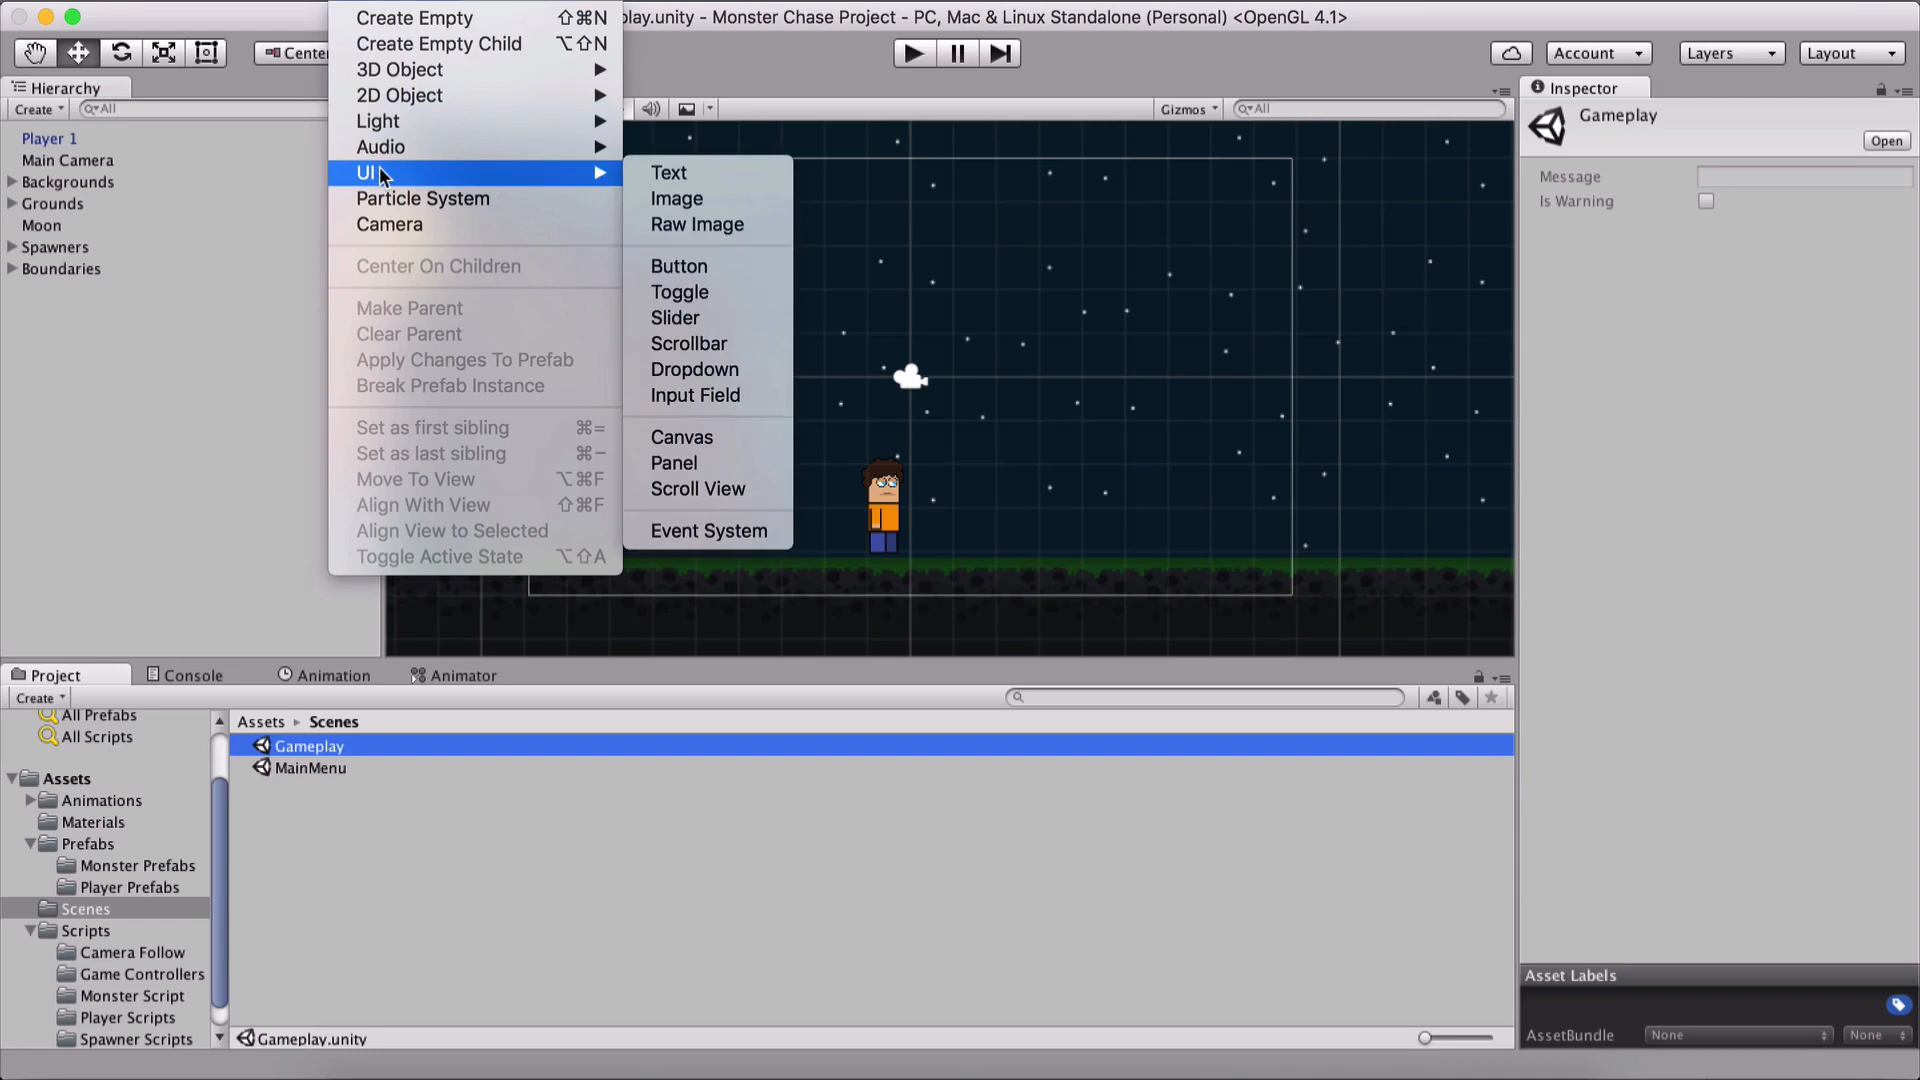 play.unity - Monster Chase Project - PC, Mac & Linux Standalone (Personal) <OpenGL 4.1>
Center
Account
Layers
Layout
Create Empty ⇧⌘N
Create Empty Child ⌥⇧N
3D Object
2D Object
Light
Audio
UI
Particle System
Camera
Center On Children
Make Parent
Clear Parent
Apply Changes To Prefab
Break Prefab Instance
Set as first sibling ⌘=
Set as last sibling ⌘-
Move To View ⌥⌘F
Align With View ⇧⌘F
Align View to Selected
Toggle Active State ⌥⇧A
Text
Image
Raw Image
Button
Toggle
Slider
Scrollbar
Dropdown
Input Field
Canvas
Panel
Scroll View
Event System
Hierarchy
Create
All
Player 1
Main Camera
Backgrounds
Grounds
Moon
Spawners
Boundaries
Gizmos
All
Inspector
Gameplay
Open
Message
Is Warning
Project
Console
Animation
Animator
Create
All Prefabs
All Scripts
Assets
Animations
Materials
Prefabs
Monster Prefabs
Player Prefabs
Scenes
Scripts
Camera Follow
Game Controllers
Monster Script
Player Scripts
Spawner Scripts
Assets ▸ Scenes
Gameplay
MainMenu
Gameplay.unity
Asset Labels
AssetBundle None None